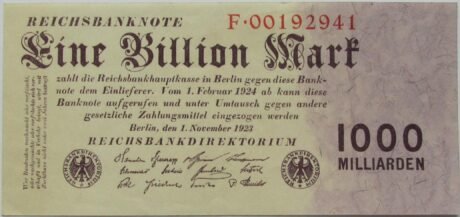 REICHSBANKNOTE
F·00192941
Eine Billion Mark
zahlt die Reichsbankhauptkasse in Berlin gegen diese Bank-
note dem Einlieferer. Vom 1. Februar 1924 ab kann diese
Banknote aufgerufen und unter Umtausch gegen andere
gesetzliche Zahlungsmittel eingezogen werden
Berlin, den 1. November 1923
REICHSBANKDIREKTORIUM
1000
MILLIARDEN